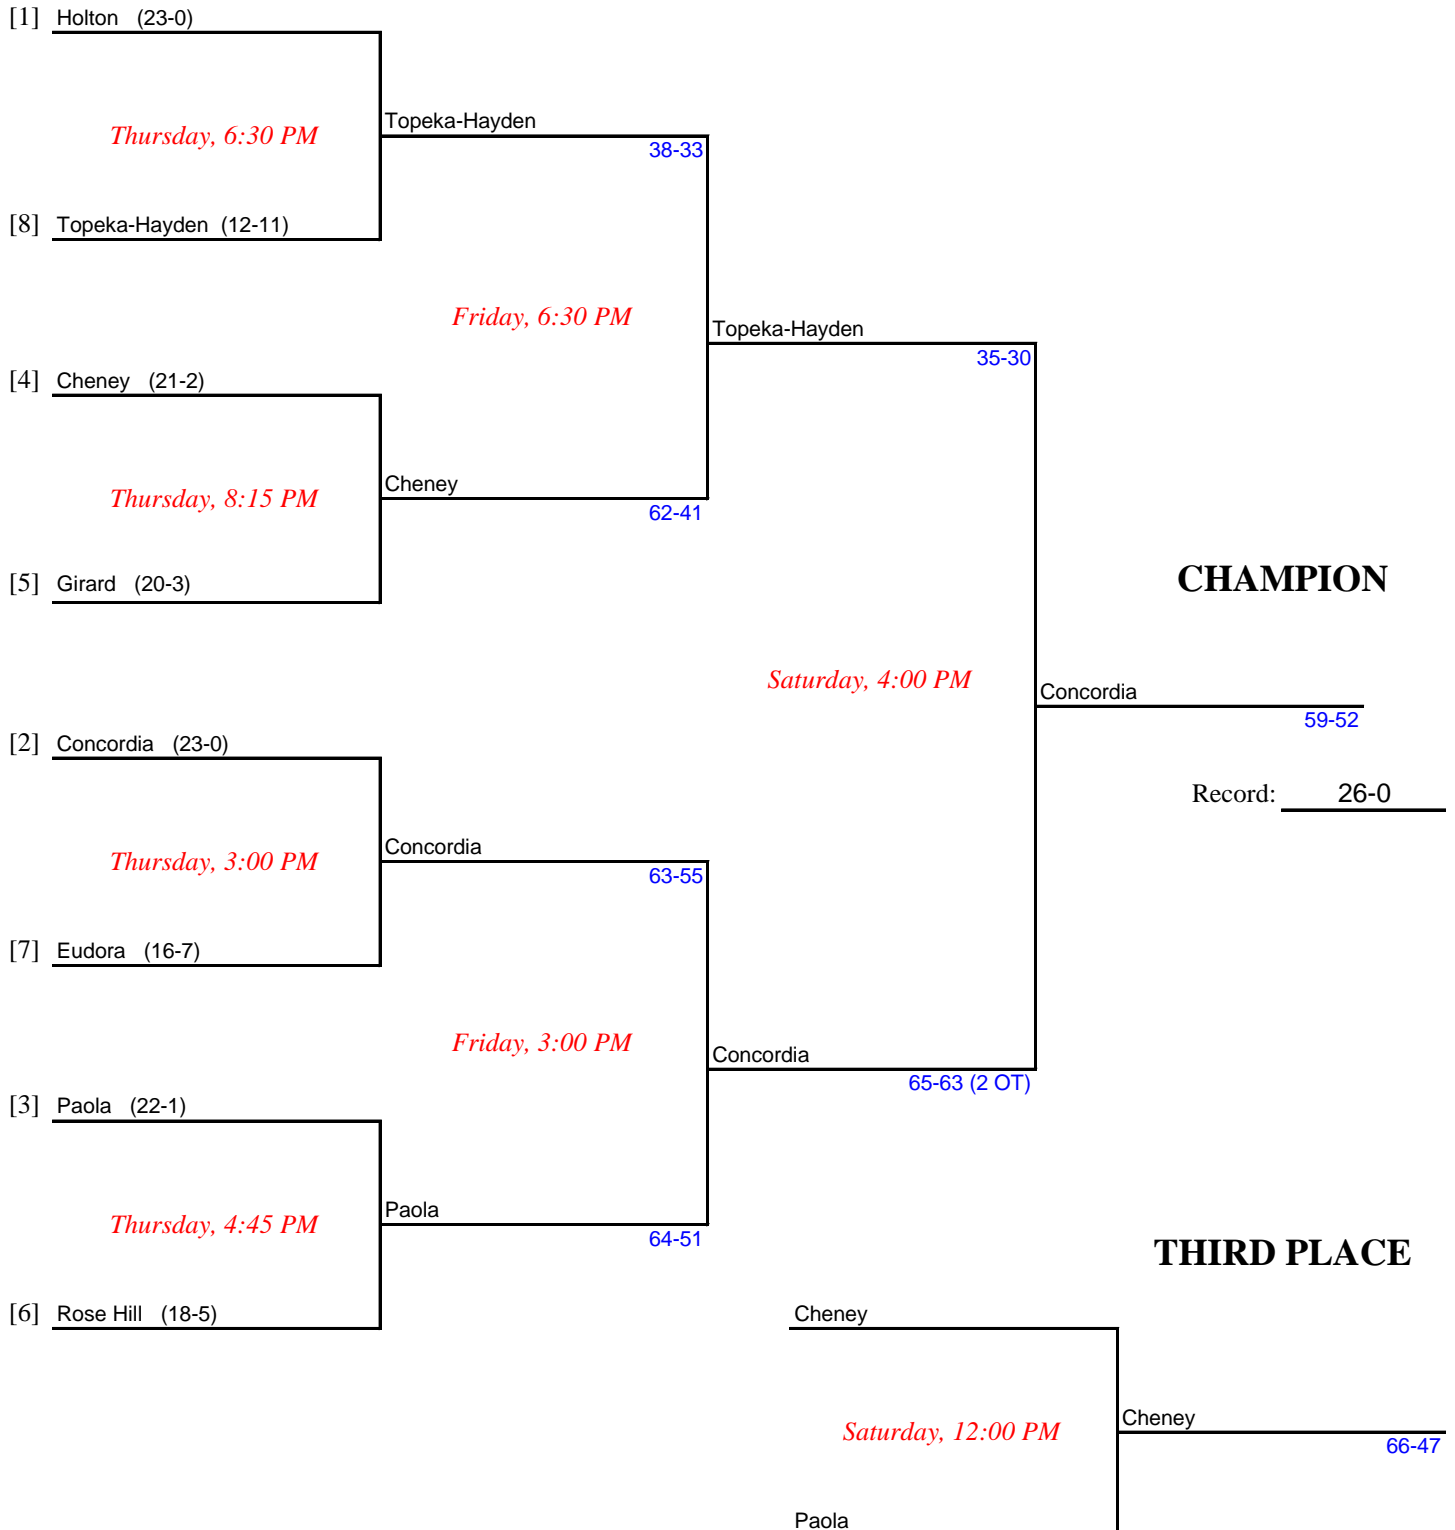 [1] Holton (23-0)
Topeka-Hayden
Thursday, 6:30 PM
38-33
[8] Topeka-Hayden (12-11)
Friday, 6:30 PM
Topeka-Hayden
35-30
[4] Cheney (21-2)
Cheney
Thursday, 8:15 PM
62-41
[5] Girard (20-3)
CHAMPION
Saturday, 4:00 PM
Concordia
59-52
[2] Concordia (23-0)
Record: 26-0
Concordia
Thursday, 3:00 PM
63-55
[7] Eudora (16-7)
Friday, 3:00 PM
Concordia
65-63 (2 OT)
[3] Paola (22-1)
Paola
Thursday, 4:45 PM
64-51
THIRD PLACE
[6] Rose Hill (18-5)
Cheney
Saturday, 12:00 PM
Cheney
66-47
Paola